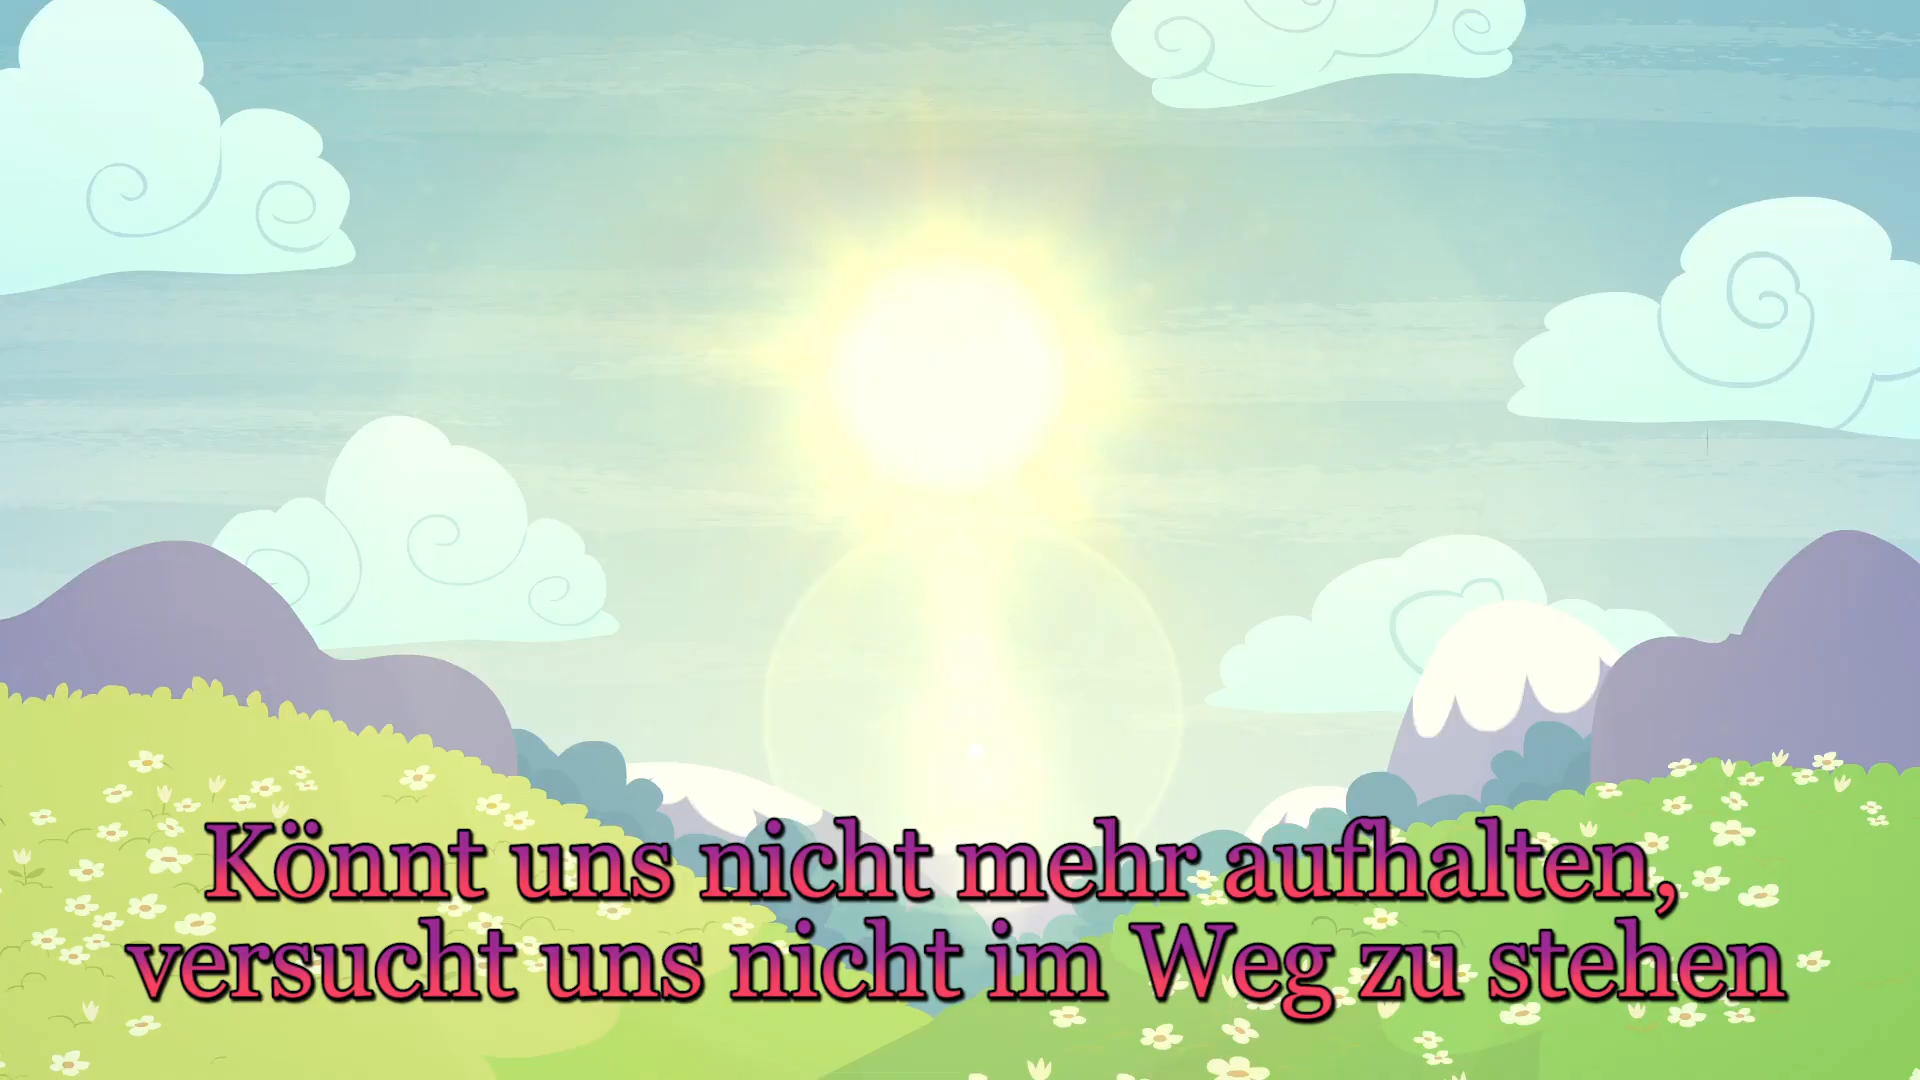 Könnt uns nicht mehr aufhalten,
versucht uns nicht im Weg zu stehen